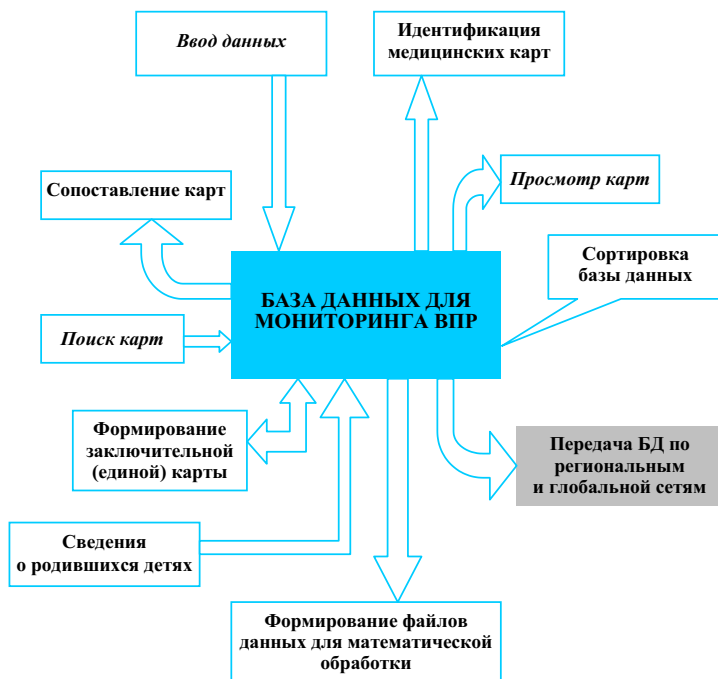 Ввод данных
Идентификация
медицинских карт
Сопоставление карт
Просмотр карт
Сортировка
базы данных
БАЗА ДАННЫХ ДЛЯ
МОНИТОРИНГА ВПР
Поиск карт
Формирование
заключительной
(единой) карты
Передача БД по
региональным
и глобальной сетям
Сведения
о родившихся детях
Формирование файлов
данных для математической
обработки